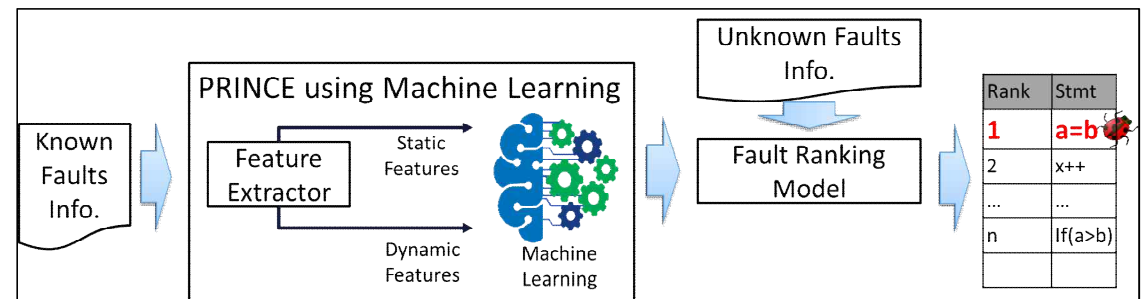 Known
Faults
Info.
PRINCE using Machine Learning
Feature
Extractor
Static
Features
Dynamic
Features
Machine
Learning
Unknown Faults
Info.
Fault Ranking
Model
Rank Stmt
1 a=b
2 x++
... ...
n If(a>b)